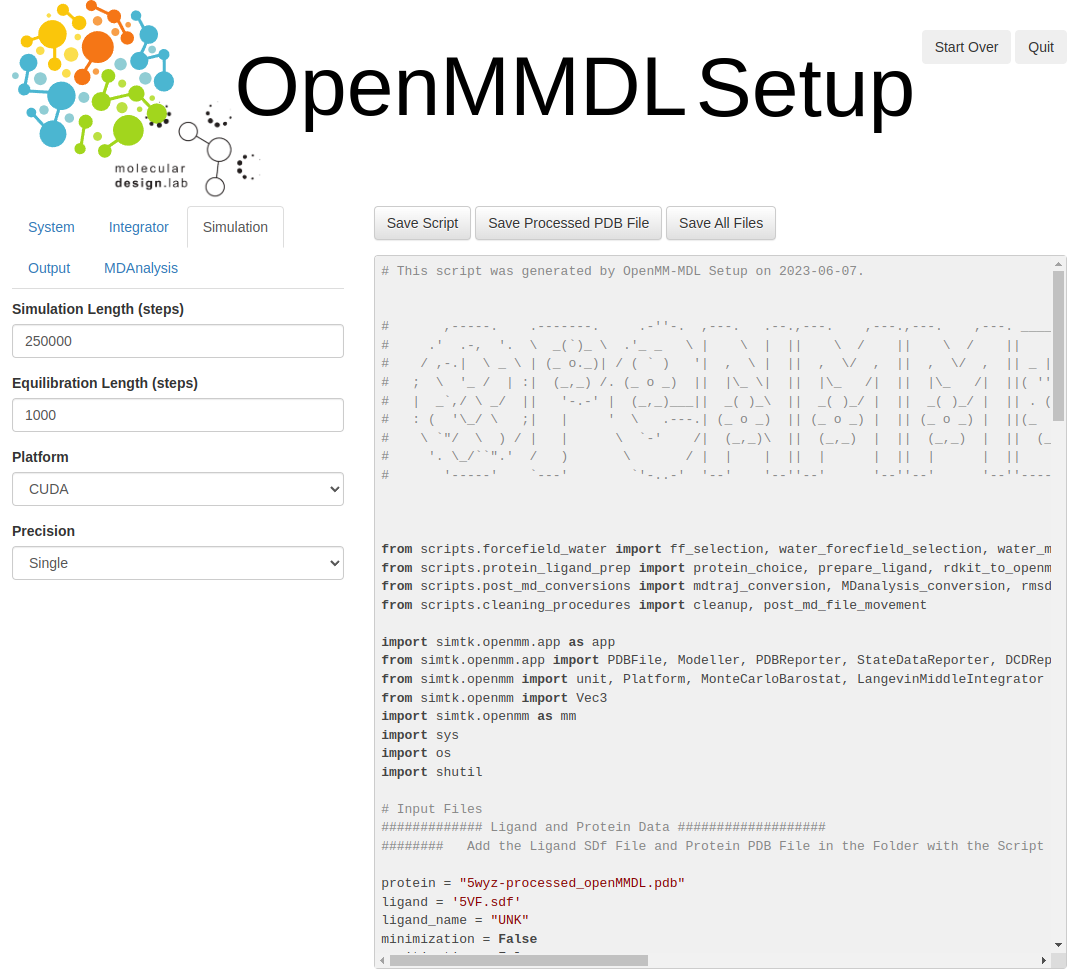 OpenMMDL Setup
Start Over Quit
molecular
design.lab
System Integrator Simulation
Output MDAnalysis
Simulation Length (steps)
250000
Equilibration Length (steps)
1000
Platform
CUDA
Precision
Single
Save Script Save Processed PDB File Save All Files
# This script was generated by OpenMM-MDL Setup on 2023-06-07.
from scripts.forcefield_water import ff_selection, water_forecfield_selection, water_m
from scripts.protein_ligand_prep import protein_choice, prepare_ligand, rdkit_to_openm
from scripts.post_md_conversions import mdtraj_conversion, MDanalysis_conversion, rmsd
from scripts.cleaning_procedures import cleanup, post_md_file_movement
import simtk.openmm.app as app
from simtk.openmm.app import PDBFile, Modeller, PDBReporter, StateDataReporter, DCDRep
from simtk.openmm import unit, Platform, MonteCarloBarostat, LangevinMiddleIntegrator
from simtk.openmm import Vec3
import simtk.openmm as mm
import sys
import os
import shutil
# Input Files
############# Ligand and Protein Data ###################
########   Add the Ligand SDf File and Protein PDB File in the Folder with the Script
protein = "5wyz-processed_openMMDL.pdb"
ligand = '5VF.sdf'
ligand_name = "UNK"
minimization = False